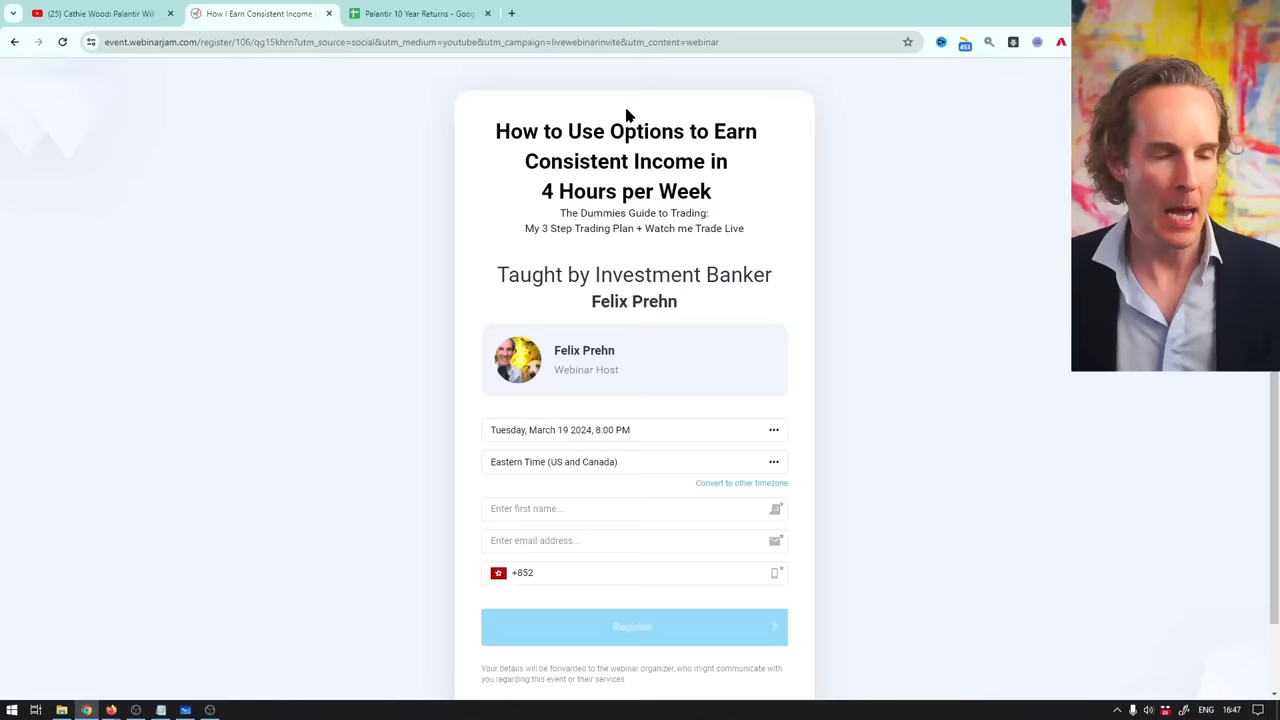 (25) Cathie Wood: Palantir Will
How I Earn Consistent Income
Palantir 10 Year Returns - Goog
event.webinarjam.com/register/106/qg15khrn?utm_source=social&utm_medium=youtube&utm_campaign=livewebinarinvite&utm_content=webinar
453
How to Use Options to Earn
Consistent Income in
4 Hours per Week
The Dummies Guide to Trading:
My 3 Step Trading Plan + Watch me Trade Live
Taught by Investment Banker
Felix Prehn
Felix Prehn
Webinar Host
Tuesday, March 19 2024, 8:00 PM
Eastern Time (US and Canada)
Convert to other timezone
Enter first name...
Enter email address...
+852
Register
Your details will be forwarded to the webinar organizer, who might communicate with
you regarding this event or their services.
ENG
16:47